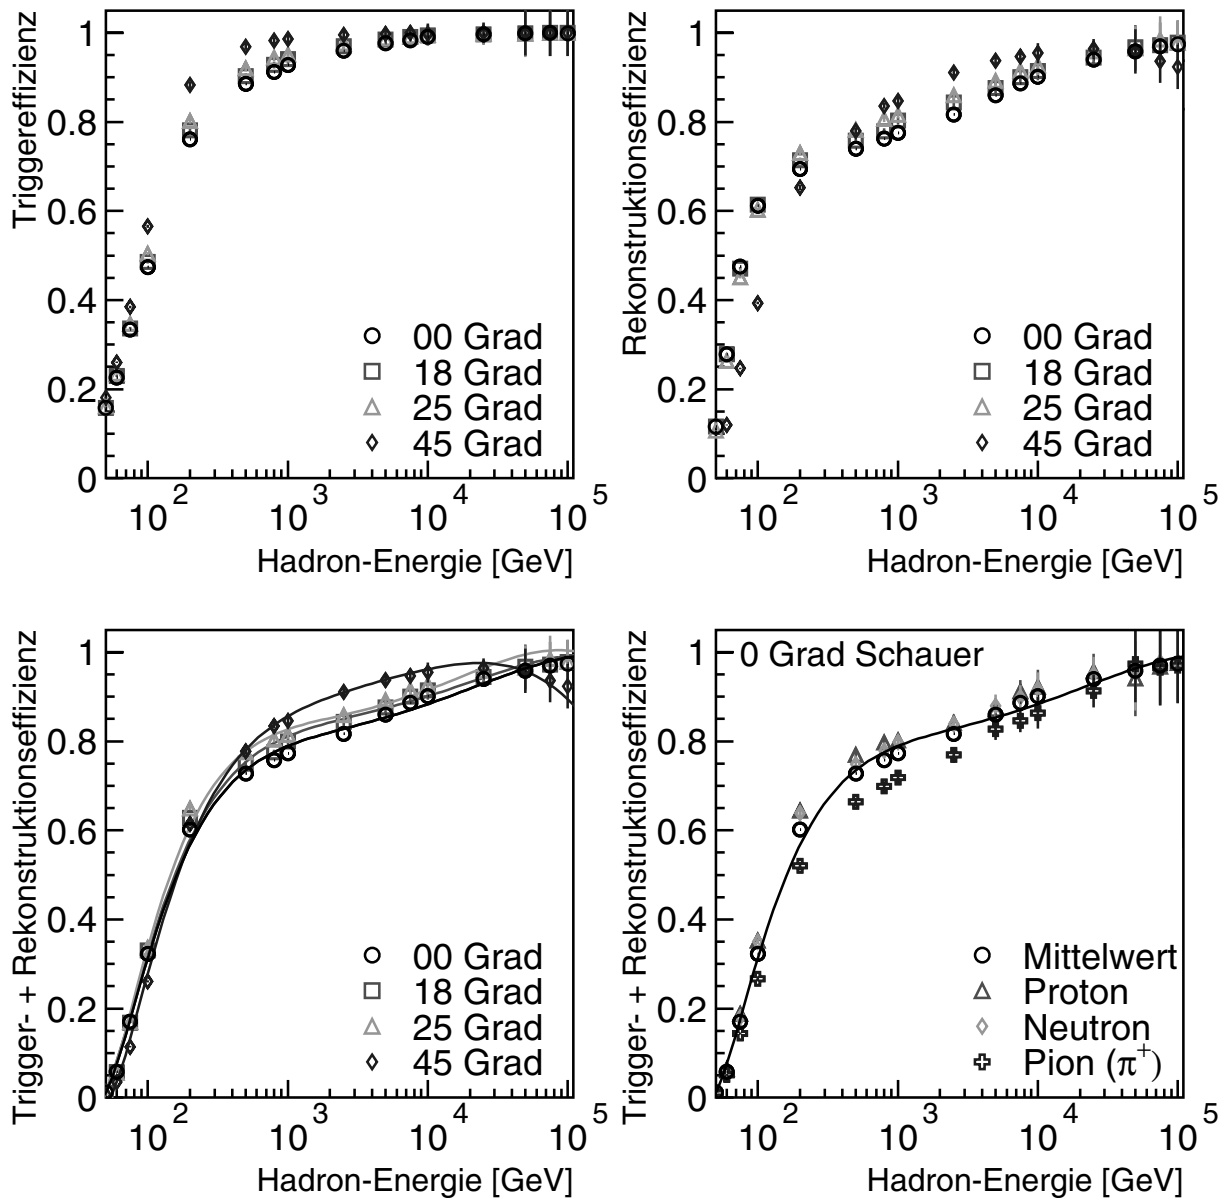 Triggereffizienz
1
0.8
0.6
0.4
0.2
0
00 Grad
18 Grad
25 Grad
45 Grad
10^2
10^3
10^4
10^5
Hadron-Energie [GeV]
Rekonstruktionseffizienz
1
0.8
0.6
0.4
0.2
0
00 Grad
18 Grad
25 Grad
45 Grad
10^2
10^3
10^4
10^5
Hadron-Energie [GeV]
Trigger- + Rekonstruktionseffizienz
1
0.8
0.6
0.4
0.2
0
00 Grad
18 Grad
25 Grad
45 Grad
10^2
10^3
10^4
10^5
Hadron-Energie [GeV]
Trigger- + Rekonstruktionseffizienz
1
0.8
0.6
0.4
0.2
0
0 Grad Schauer
Mittelwert
Proton
Neutron
Pion (π⁺)
10^2
10^3
10^4
10^5
Hadron-Energie [GeV]